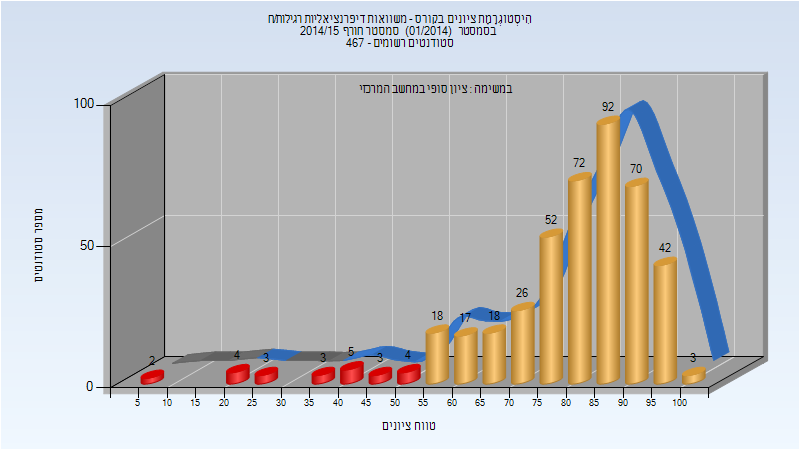 היסטוגרמת ציונים בקורס - משוואות דיפרנציאליות רגילות/ח
בסמסטר (01/2014) סמסטר חורף 2014/15
סטודנטים רשומים - 467
במשימה : ציון סופי במחשב המרכזי
מספר סטודנטים
100
50
0
2 4 3 3 5 3 4 18 17 18 26 52 72 92 70 42 3
5 10 15 20 25 30 35 40 45 50 55 60 65 70 75 80 85 90 95 100
טווח ציונים